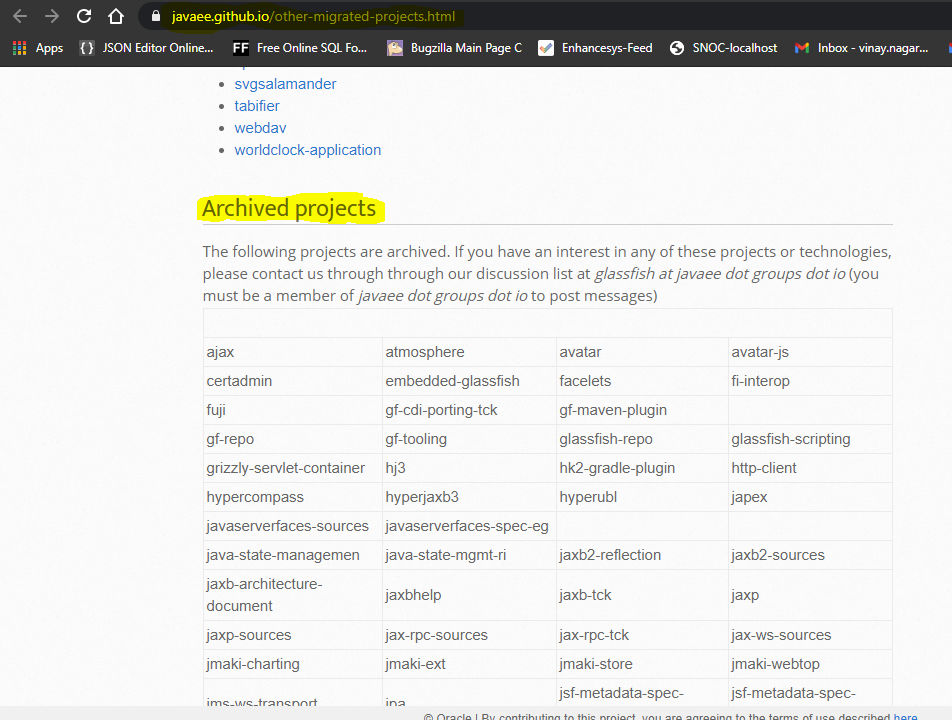 javaee.github.io/other-migrated-projects.html
Apps JSON Editor Online... FF Free Online SQL Fo... Bugzilla Main Page C Enhancesys-Feed SNOC-localhost Inbox - vinay.nagar...
svgsalamander
tabifier
webdav
worldclock-application
Archived projects
The following projects are archived. If you have an interest in any of these projects or technologies,
please contact us through through our discussion list at glassfish at javaee dot groups dot io (you
must be a member of javaee dot groups dot io to post messages)
ajax atmosphere avatar avatar-js
certadmin embedded-glassfish facelets fi-interop
fuji gf-cdi-porting-tck gf-maven-plugin
gf-repo gf-tooling glassfish-repo glassfish-scripting
grizzly-servlet-container hj3 hk2-gradle-plugin http-client
hypercompass hyperjaxb3 hyperubl japex
javaserverfaces-sources javaserverfaces-spec-eg
java-state-managemen java-state-mgmt-ri jaxb2-reflection jaxb2-sources
jaxb-architecture-
document jaxbhelp jaxb-tck jaxp
jaxp-sources jax-rpc-sources jax-rpc-tck jax-ws-sources
jmaki-charting jmaki-ext jmaki-store jmaki-webtop
jsf-metadata-spec- jsf-metadata-spec-
jms-ws-transport jpa
© Oracle | By contributing to this project, you are agreeing to the terms of use described here